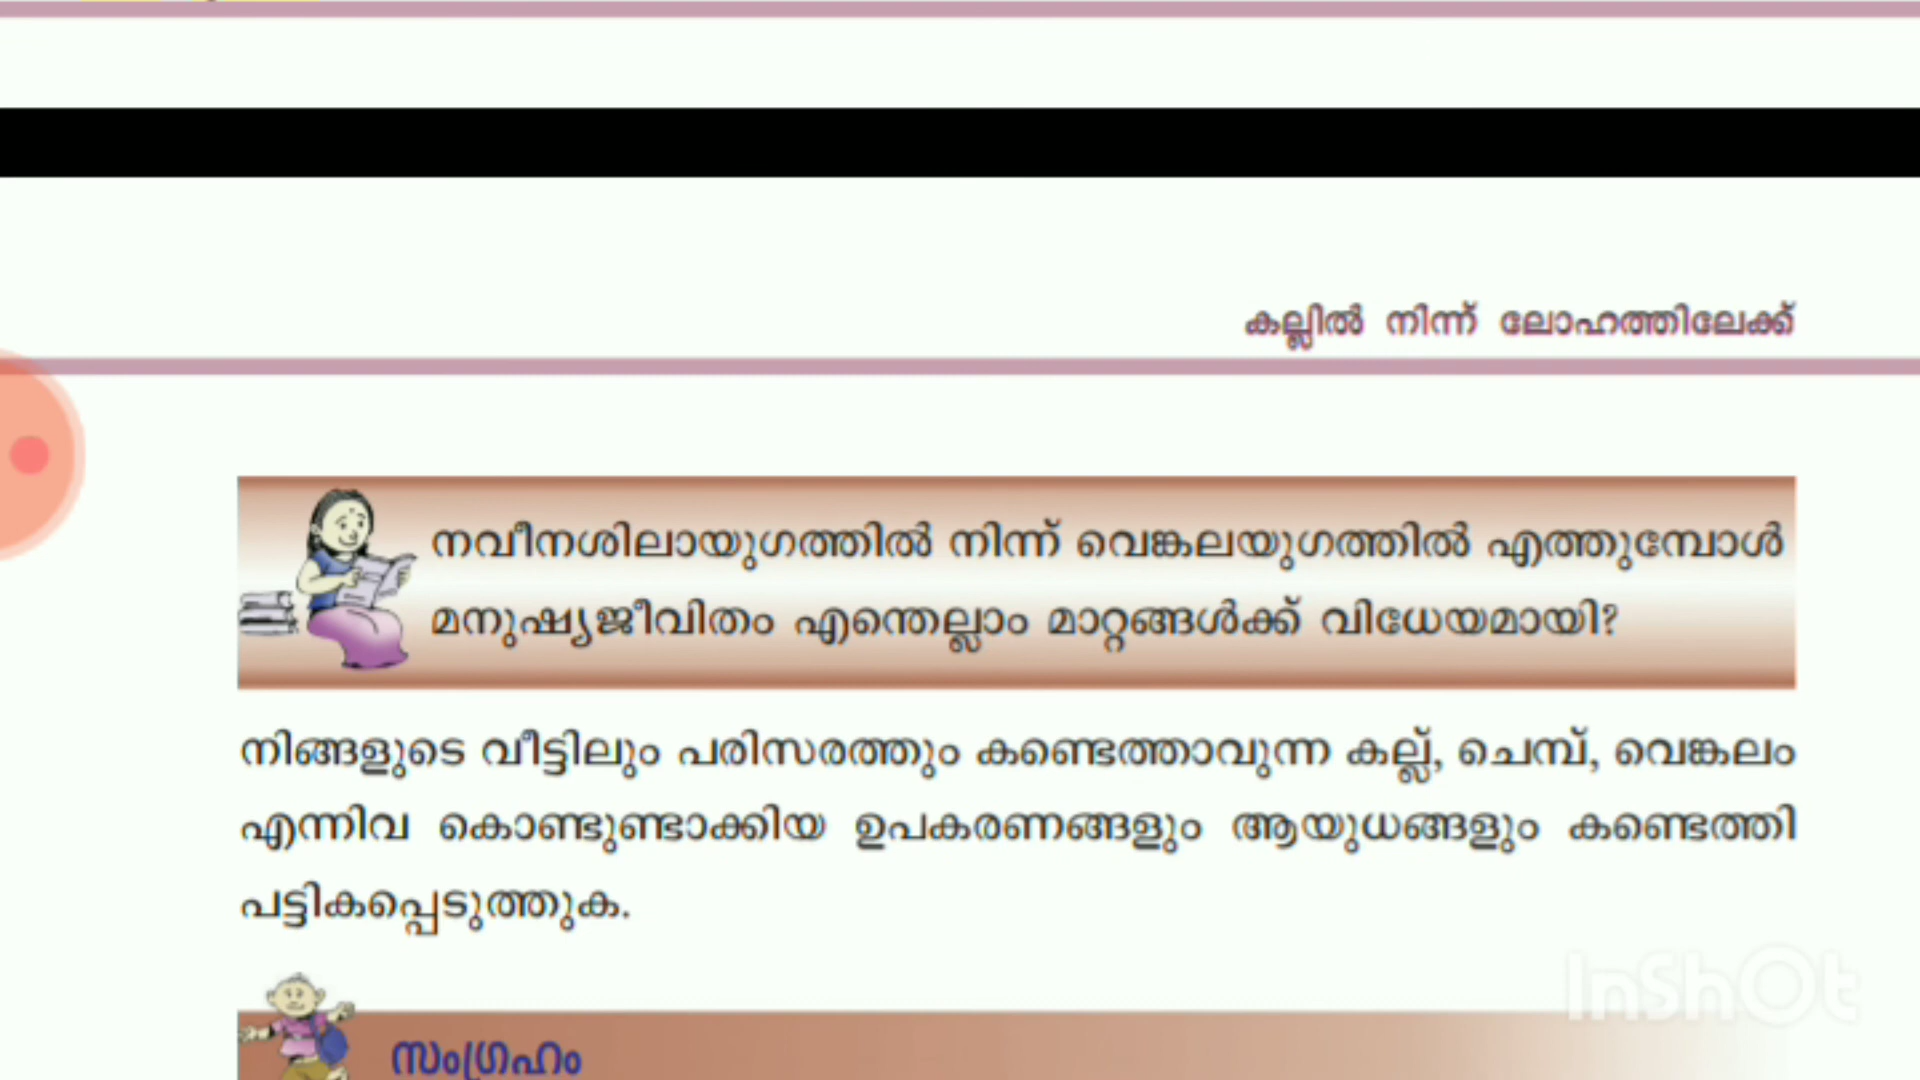 കല്ലിൽ നിന്ന് ലോഹത്തിലേക്ക്
നവീനശിലായുഗത്തിൽ നിന്ന് വെങ്കലയുഗത്തിൽ എത്തുമ്പോൾ
മനുഷ്യജീവിതം എന്തെല്ലാം മാറ്റങ്ങൾക്ക് വിധേയമായി?
നിങ്ങളുടെ വീട്ടിലും പരിസരത്തും കണ്ടെത്താവുന്ന കല്ല്, ചെമ്പ്, വെങ്കലം
എന്നിവ കൊണ്ടുണ്ടാക്കിയ ഉപകരണങ്ങളും ആയുധങ്ങളും കണ്ടെത്തി
പട്ടികപ്പെടുത്തുക.
InShOt
സംഗ്രഹം